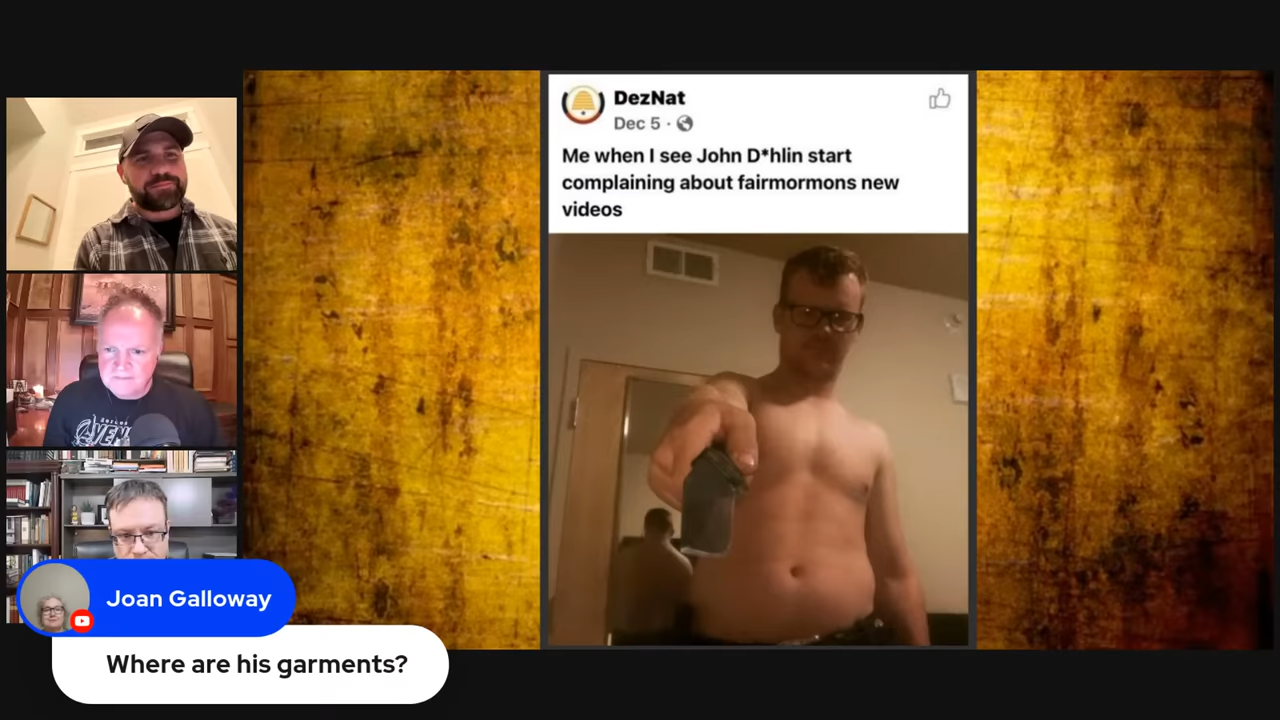 DezNat
Dec 5 ·
Me when I see John D*hlin start
complaining about fairmormons new
videos
Joan Galloway
Where are his garments?